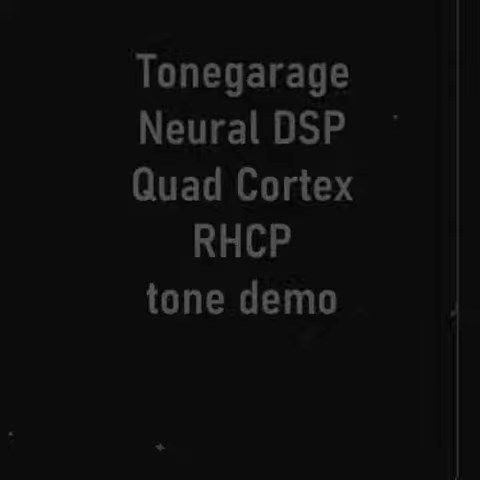 Tonegarage
Neural DSP
Quad Cortex
RHCP
tone demo